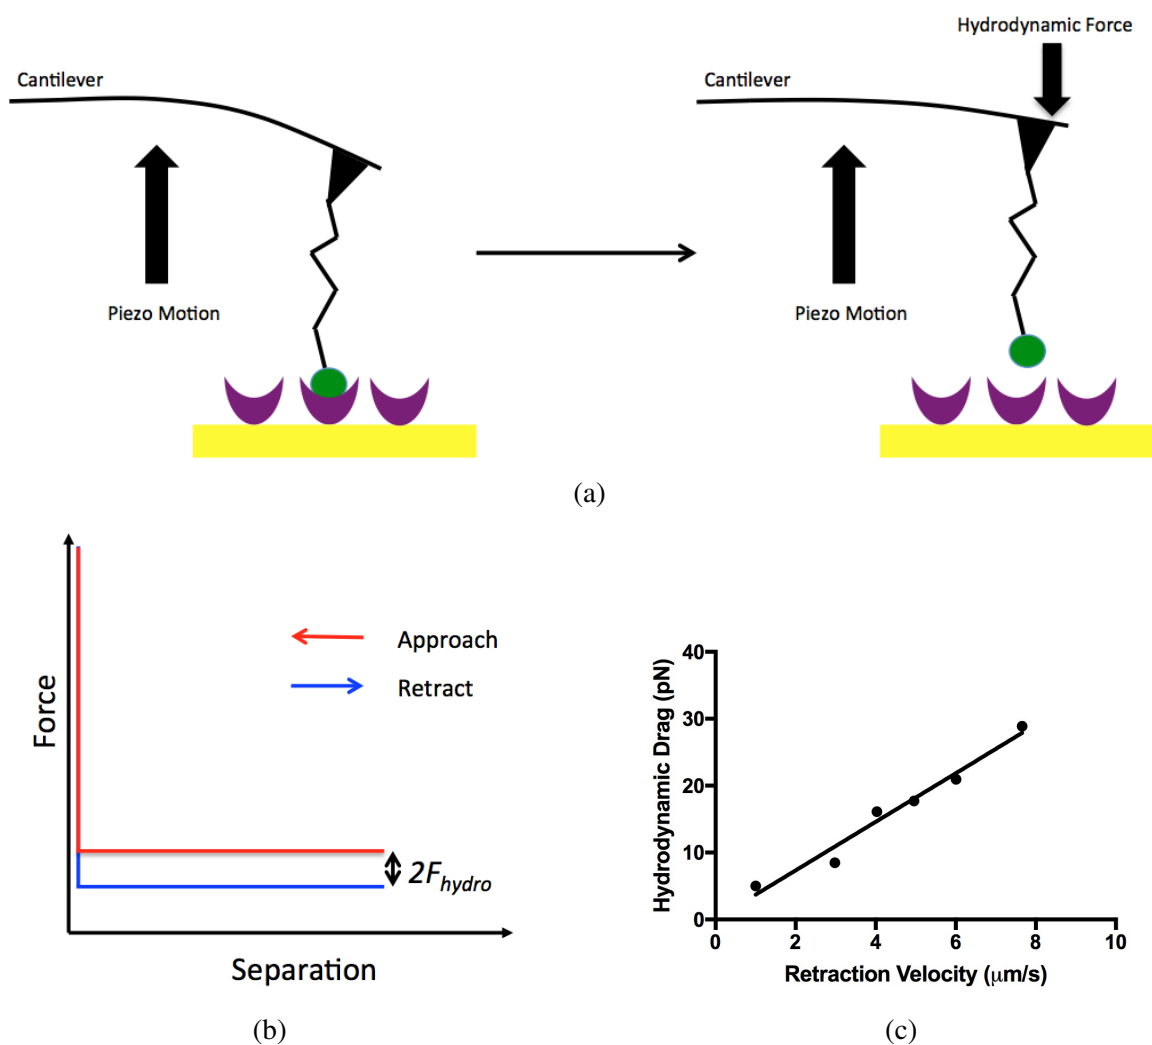 Hydrodynamic Force
Cantilever
Cantilever
Piezo Motion
Piezo Motion
(a)
Force
Approach
Retract
2Fhydro
Separation
(b)
Hydrodynamic Drag (pN)
40
30
20
10
0
0 2 4 6 8 10
Retraction Velocity (μm/s)
(c)